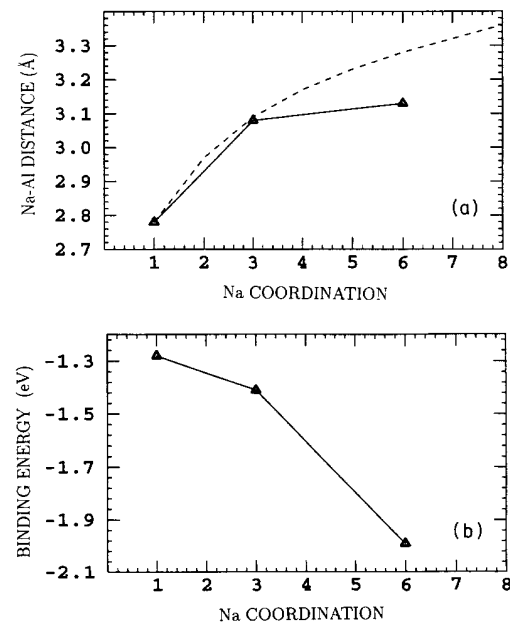 3.3
3.2
3.1
3.0
2.9
2.8
2.7
Na-Al DISTANCE (Å)
(a)
1 2 3 4 5 6 7 8
Na COORDINATION
-1.3
-1.5
-1.7
-1.9
-2.1
BINDING ENERGY (eV)
(b)
1 2 3 4 5 6 7 8
Na COORDINATION